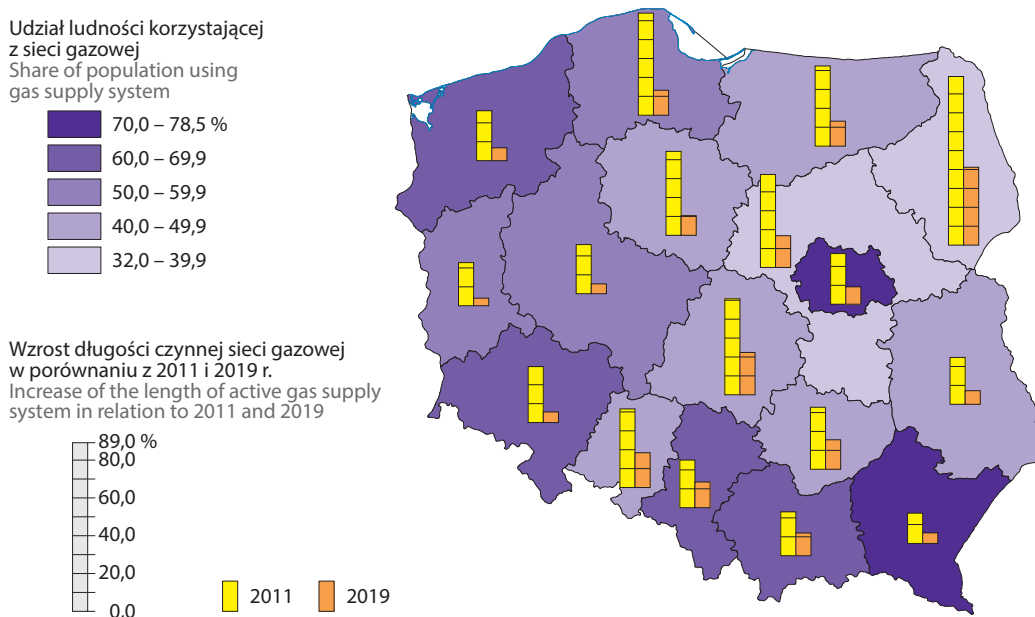 Udział ludności korzystającej
z sieci gazowej
Share of population using
gas supply system
70,0 – 78,5 %
60,0 – 69,9
50,0 – 59,9
40,0 – 49,9
32,0 – 39,9
Wzrost długości czynnej sieci gazowej
w porównaniu z 2011 i 2019 r.
Increase of the length of active gas supply
system in relation to 2011 and 2019
89,0 %
80,0
60,0
40,0
20,0
0,0
2011 2019